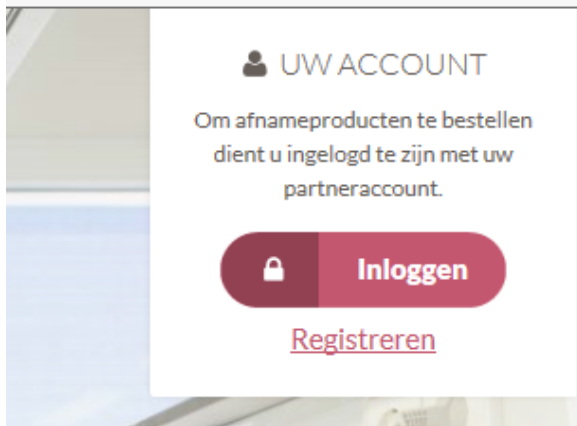 UW ACCOUNT
Om afnameproducten te bestellen
dient u ingelogd te zijn met uw
partneraccount.
Inloggen
Registreren